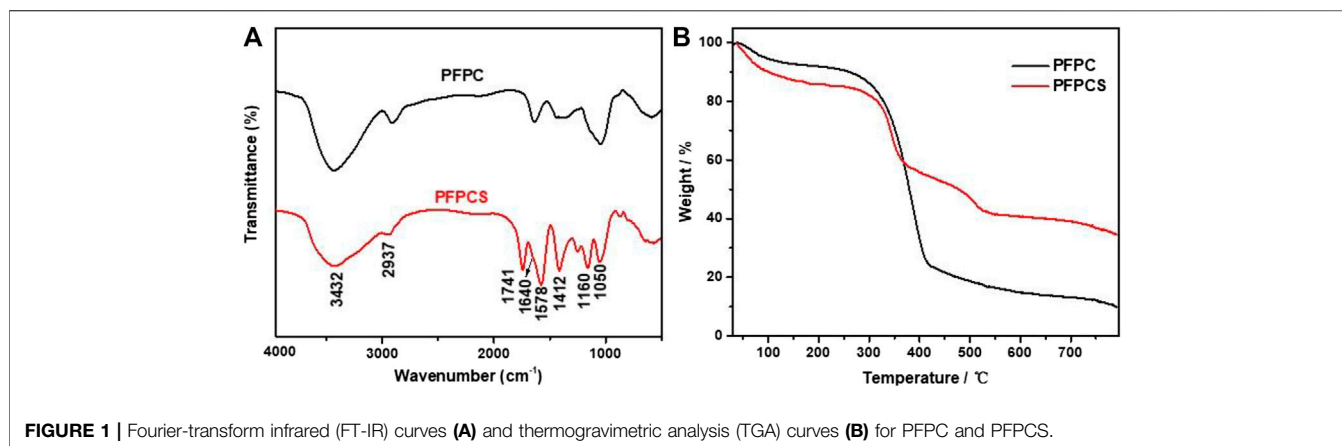 A
PFPC
PFPCS
3432
2937
1741
1640
1578
1412
1160
1050
Transmittance (%)
4000 3000 2000 1000
Wavenumber (cm⁻¹)
B
PFPC
PFPCS
100
80
60
40
20
0
Weight / %
100 200 300 400 500 600 700
Temperature / ℃
FIGURE 1 | Fourier-transform infrared (FT-IR) curves (A) and thermogravimetric analysis (TGA) curves (B) for PFPC and PFPCS.